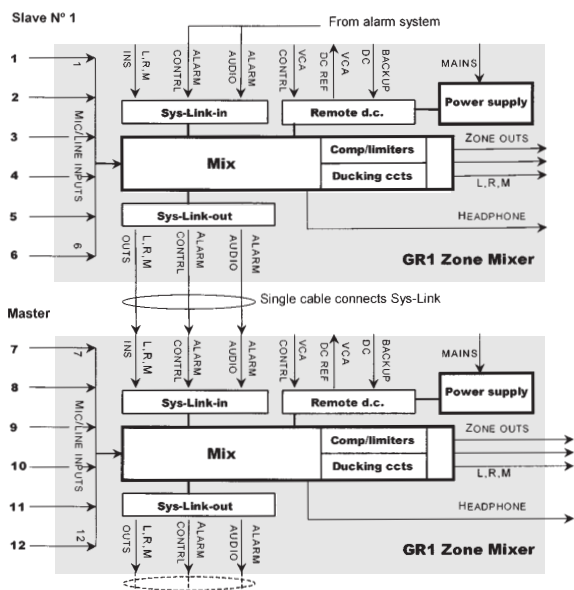 Slave Nº 1
From alarm system
1
2
3
4
5
6
1
MIC/LINE INPUTS
6
INS
L,R,M
CONTRL
ALARM
AUDIO
ALARM
CONTRL
VCA
DC REF
VCA
DC
BACKUP
MAINS
Sys-Link-in
Remote d.c.
Power supply
Mix
Comp/limiters
Ducking ccts
ZONE OUTS
L,R,M
Sys-Link-out
HEADPHONE
OUTS
L,R,M
CONTRL
ALARM
AUDIO
ALARM
GR1 Zone Mixer
Single cable connects Sys-Link
Master
7
8
9
10
11
12
7
MIC/LINE INPUTS
12
INS
L,R,M
CONTRL
ALARM
AUDIO
ALARM
CONTRL
VCA
DC REF
VCA
DC
BACKUP
MAINS
Sys-Link-in
Remote d.c.
Power supply
Mix
Comp/limiters
Ducking ccts
ZONE OUTS
L,R,M
Sys-Link-out
HEADPHONE
OUTS
L,R,M
CONTRL
ALARM
AUDIO
ALARM
GR1 Zone Mixer